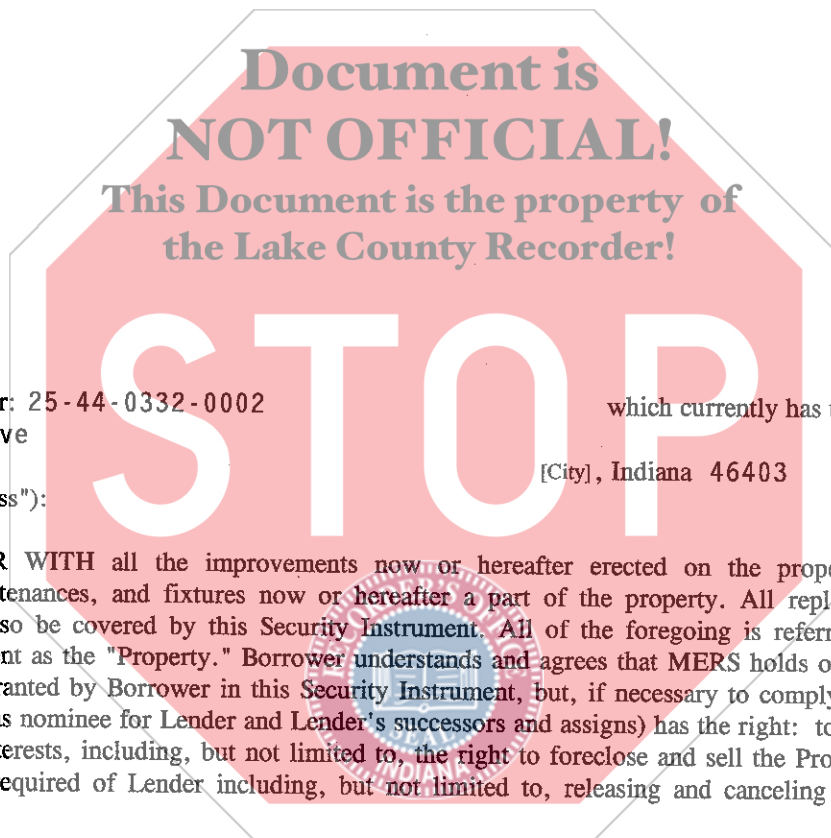 Document is
NOT OFFICIAL!
This Document is the property of
the Lake County Recorder!
STOP
r: 25-44-0332-0002 which currently has
ve
[City], Indiana 46403
ss"):
R WITH all the improvements now or hereafter erected on the prope
tenances, and fixtures now or hereafter a part of the property. All repl
so be covered by this Security Instrument. All of the foregoing is referr
nt as the "Property." Borrower understands and agrees that MERS holds o
ranted by Borrower in this Security Instrument, but, if necessary to comply
s nominee for Lender and Lender's successors and assigns) has the right: to
terests, including, but not limited to, the right to foreclose and sell the Pro
equired of Lender including, but not limited to, releasing and canceling
RECORDER'S OFFICE
SEAL
INDIANA